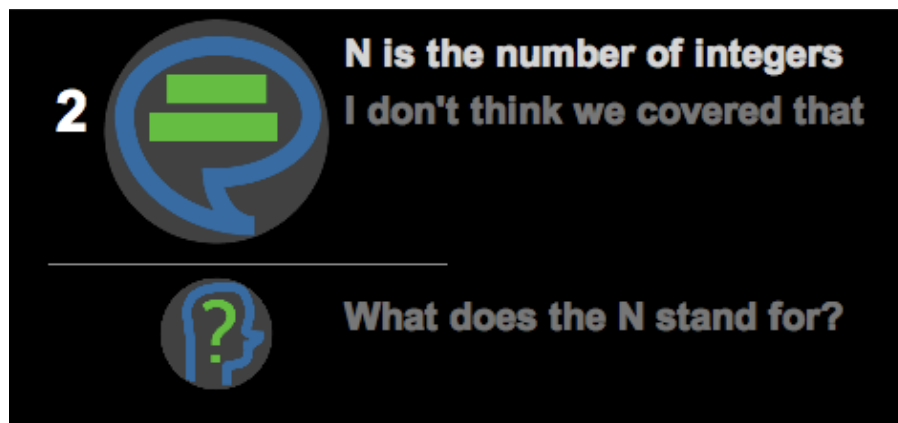 N is the number of integers
2
I don't think we covered that
What does the N stand for?
?